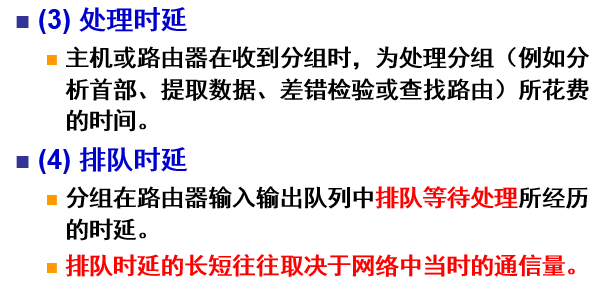 (3) 处理时延
主机或路由器在收到分组时，为处理分组（例如分
析首部、提取数据、差错检验或查找路由）所花费
的时间。
(4) 排队时延
分组在路由器输入输出队列中排队等待处理所经历
的时延。
排队时延的长短往往取决于网络中当时的通信量。